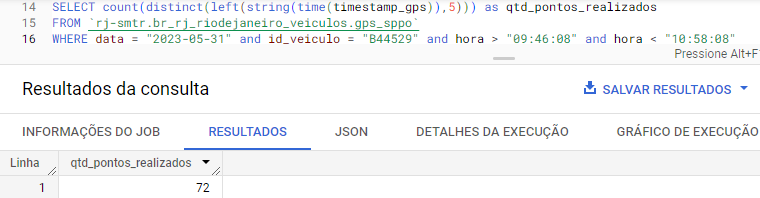 14 SELECT count(distinct(left(string(time(timestamp_gps)),5))) as qtd_pontos_realizados
15 FROM `rj-smtr.br_rj_riodejaneiro_veiculos.gps_sppo`
16 WHERE data = "2023-05-31" and id_veiculo = "B44529" and hora > "09:46:08" and hora < "10:58:08"
Pressione Alt+F
Resultados da consulta
SALVAR RESULTADOS
INFORMAÇÕES DO JOB RESULTADOS JSON DETALHES DA EXECUÇÃO GRÁFICO DE EXECUÇÃO
Linha qtd_pontos_realizados
1 72